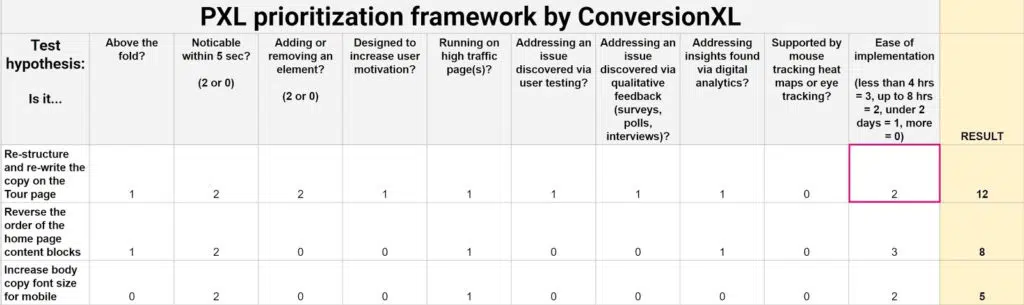 PXL prioritization framework by ConversionXL
Test
hypothesis:
Is it...
Above the
fold?
Noticable
within 5 sec?
(2 or 0)
Adding or
removing an
element?
(2 or 0)
Designed to
increase user
motivation?
Running on
high traffic
page(s)?
Addressing an
issue
discovered via
user testing?
Addressing an
issue
discovered via
qualitative
feedback
(surveys,
polls,
interviews)?
Addressing
insights found
via digital
analytics?
Supported by
mouse
tracking heat
maps or eye
tracking?
Ease of
implementation
(less than 4 hrs
= 3, up to 8 hrs
= 2, under 2
days = 1, more
= 0)
RESULT
Re-structure
and re-write the
copy on the
Tour page
1 2 2 1 1 1 1 1 0 2 12
Reverse the
order of the
home page
content blocks
1 2 0 0 1 0 0 1 0 3 8
Increase body
copy font size
for mobile
0 2 0 0 1 0 0 0 0 2 5